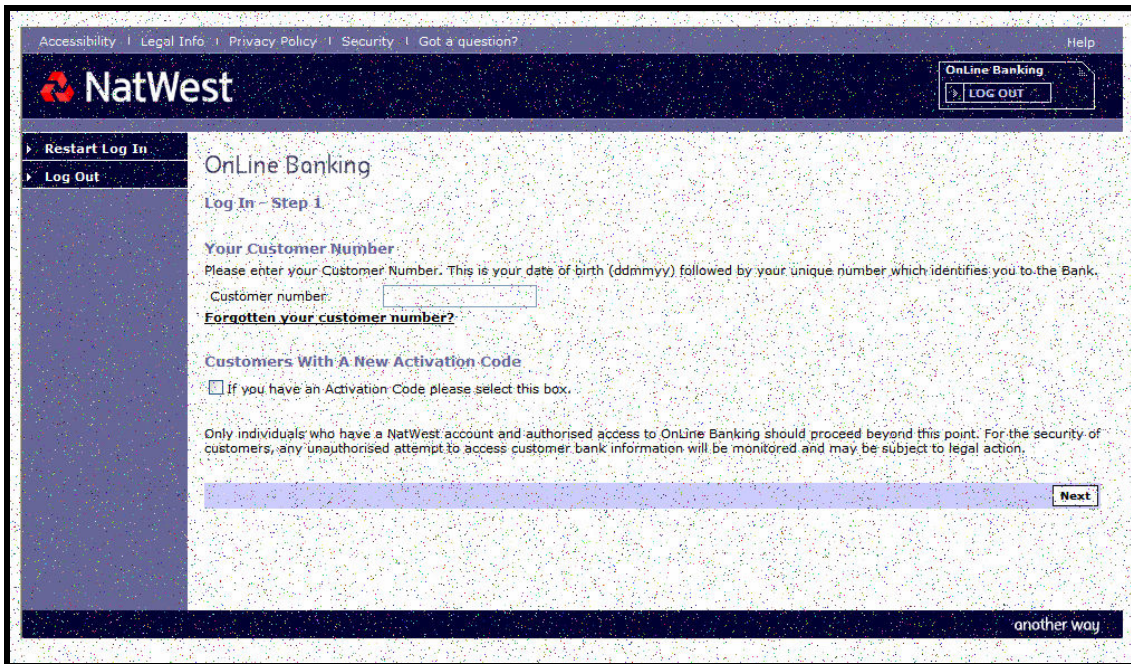 Accessibility | Legal Info | Privacy Policy | Security | Got a question?
Help
NatWest
OnLine Banking
LOG OUT
Restart Log In
Log Out
OnLine Banking
Log In - Step 1
Your Customer Number
Please enter your Customer Number. This is your date of birth (ddmmyy) followed by your unique number which identifies you to the Bank.
Customer number
Forgotten your customer number?
Customers With A New Activation Code
If you have an Activation Code please select this box.
Only individuals who have a NatWest account and authorised access to OnLine Banking should proceed beyond this point. For the security of
customers, any unauthorised attempt to access customer bank information will be monitored and may be subject to legal action.
Next
another way